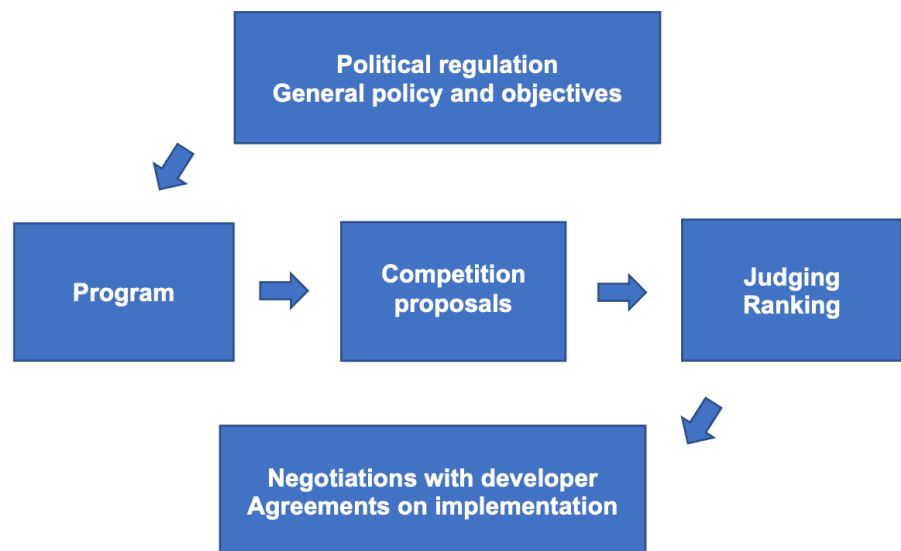 Political regulation
General policy and objectives
Program
Competition
proposals
Judging
Ranking
Negotiations with developer
Agreements on implementation